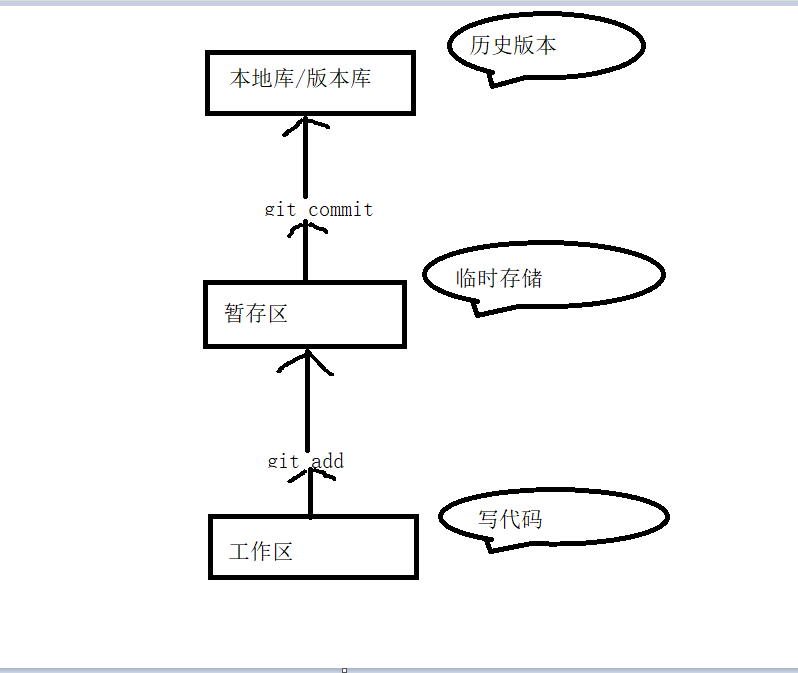 历史版本
本地库/版本库
git commit
临时存储
暂存区
git add
写代码
工作区